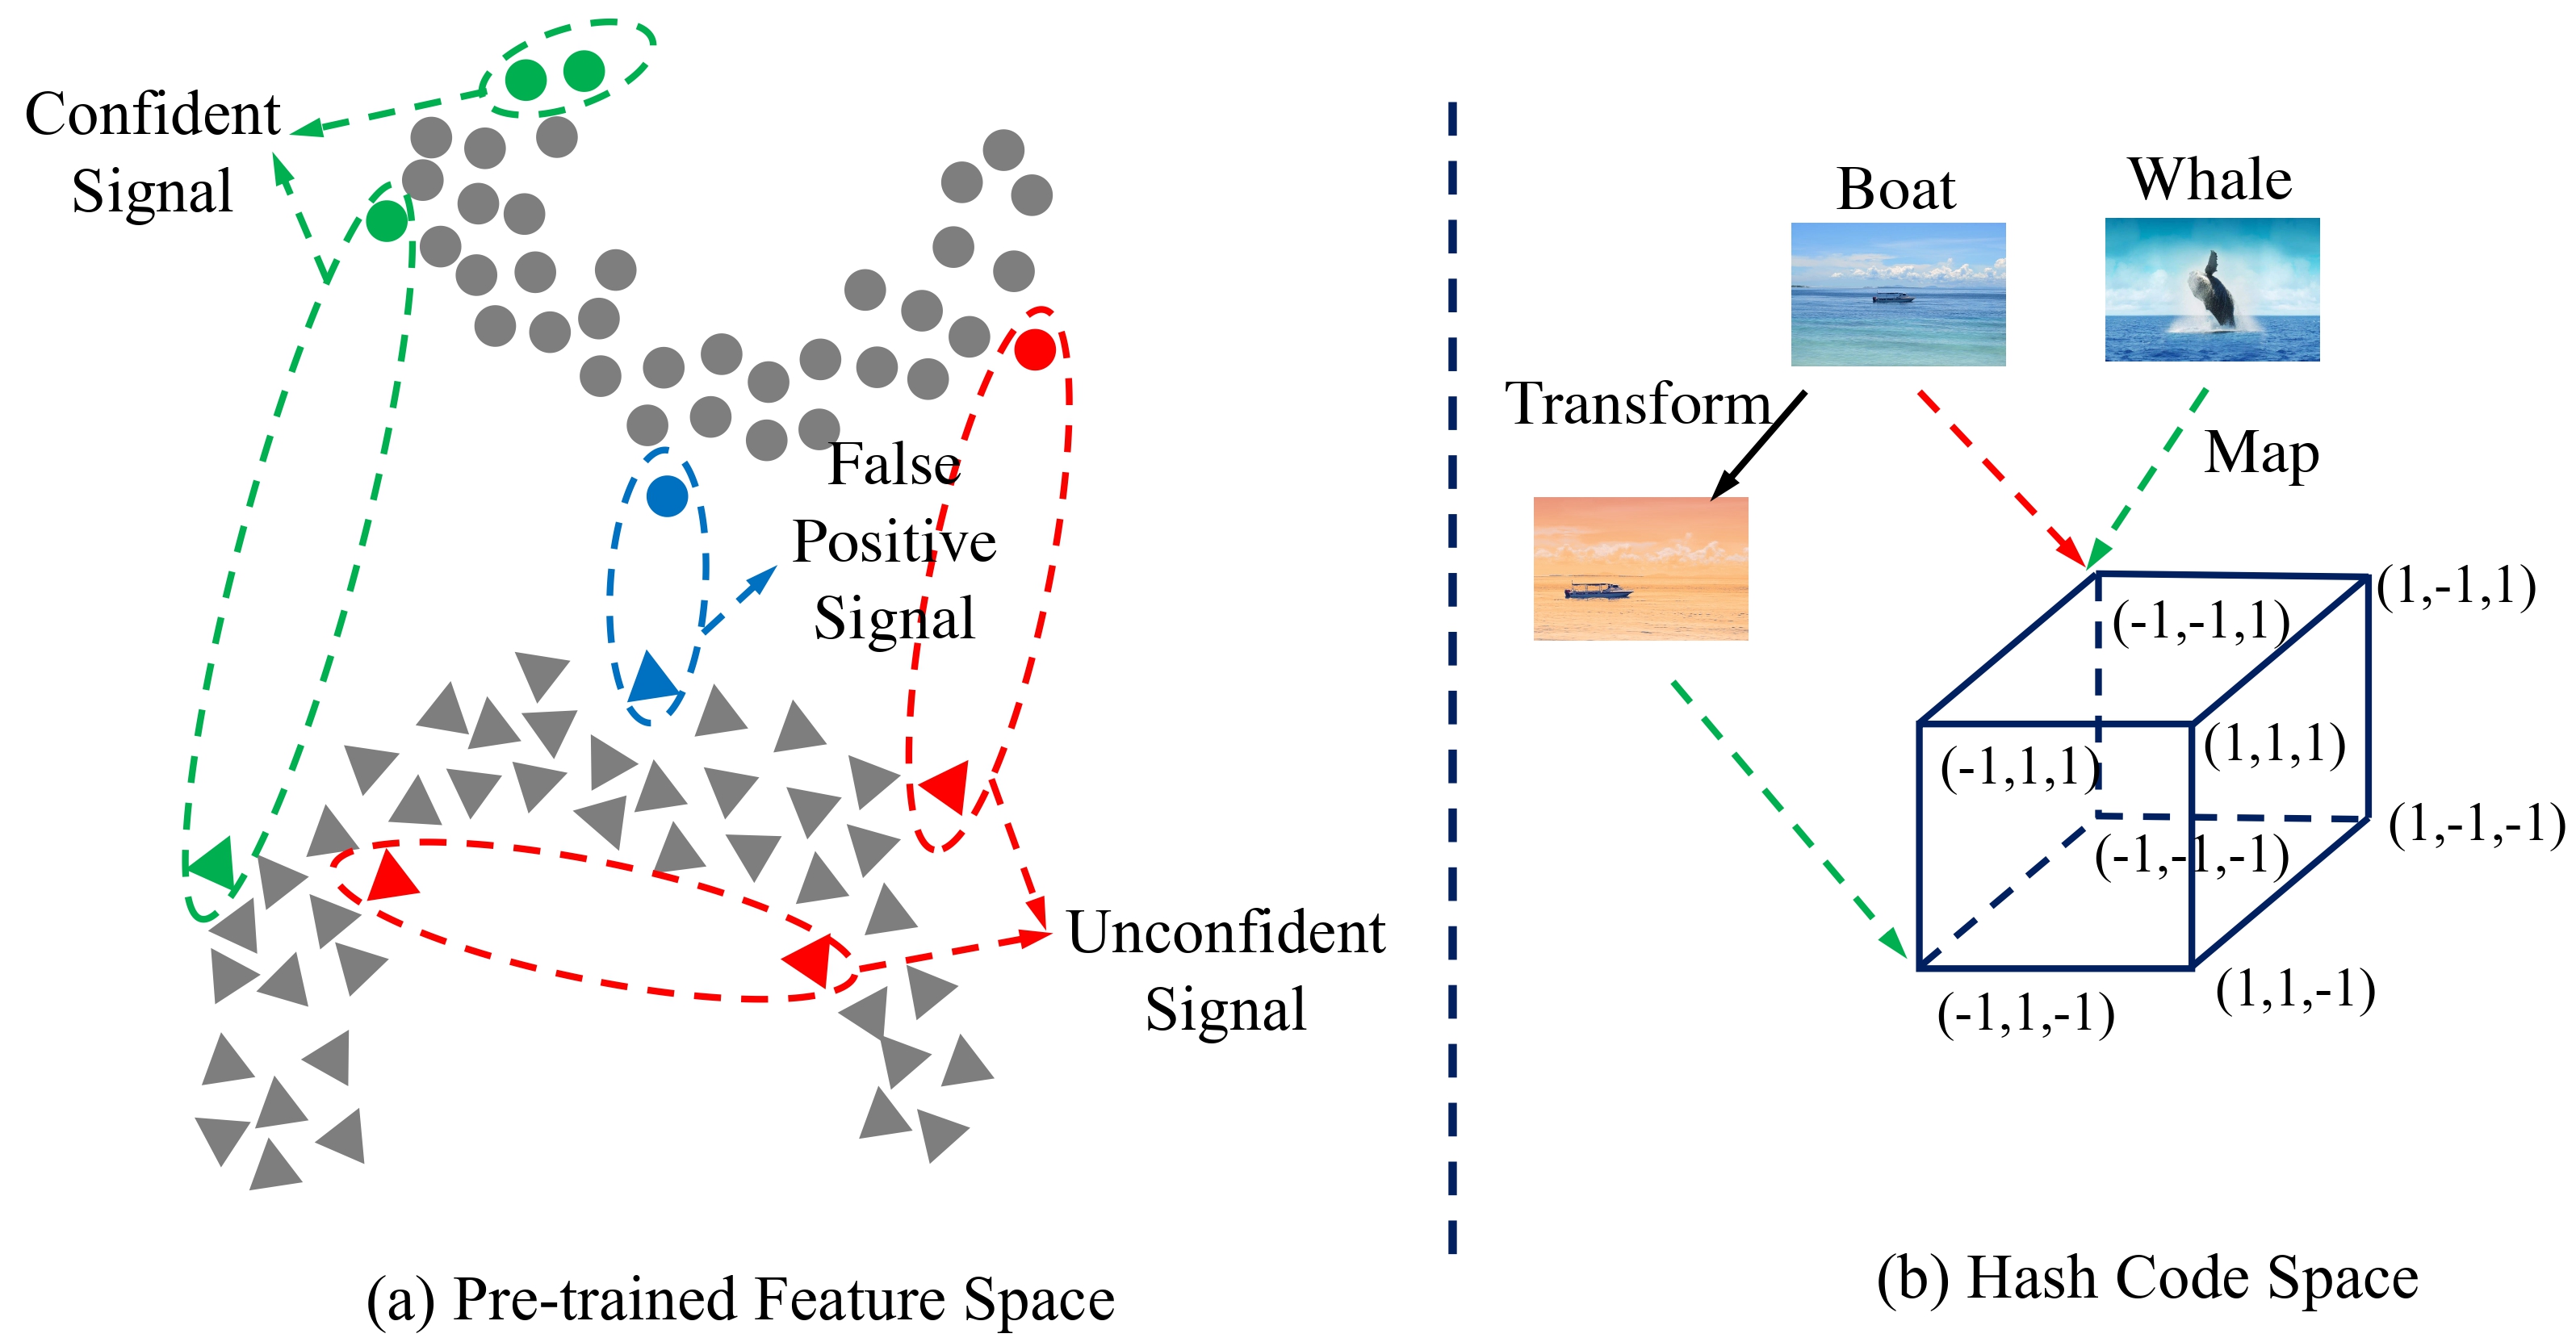 Confident
Signal
False
Positive
Signal
Unconfident
Signal
(a) Pre-trained Feature Space
Boat
Whale
Transform
Map
(1,-1,1)
(-1,-1,1)
(1,1,1)
(-1,1,1)
(1,-1,-1)
(-1,-1,-1)
(1,1,-1)
(-1,1,-1)
(b) Hash Code Space